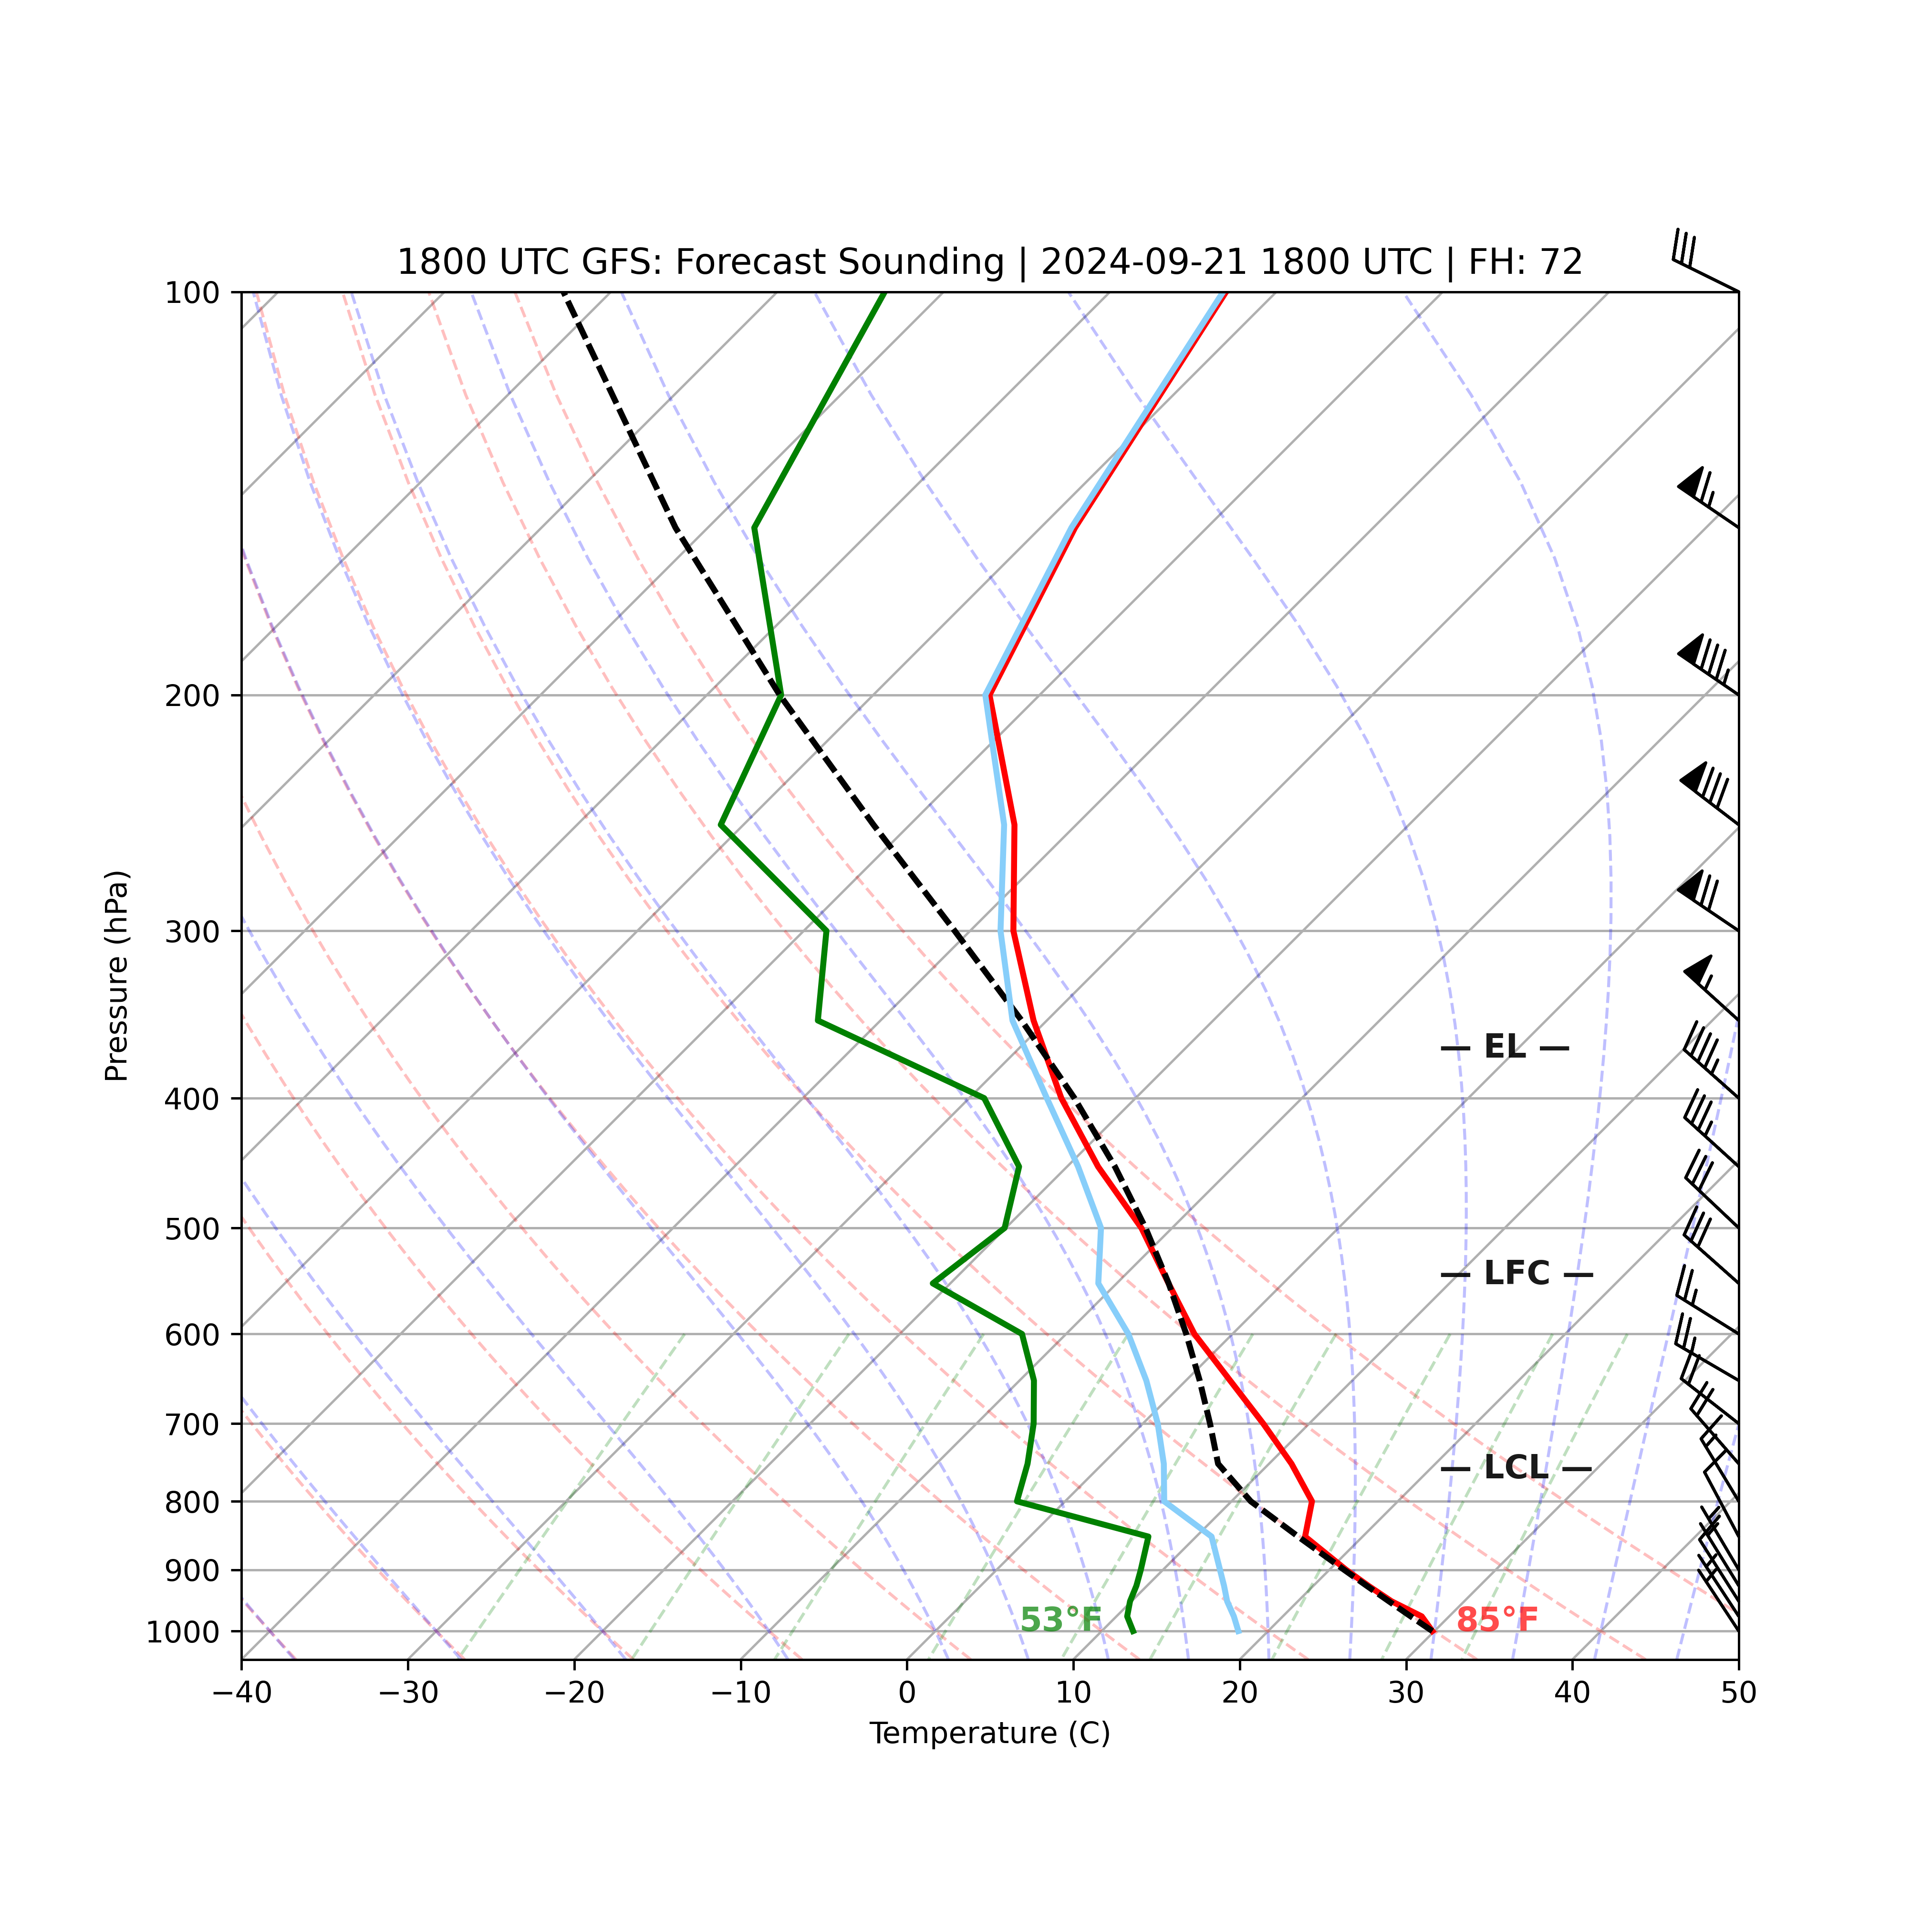 1800 UTC GFS: Forecast Sounding | 2024-09-21 1800 UTC | FH: 72
100
200
300
400
500
600
700
800
900
1000
Pressure (hPa)
— EL —
— LFC —
— LCL —
53°F
85°F
−40 −30 −20 −10 0 10 20 30 40 50
Temperature (C)